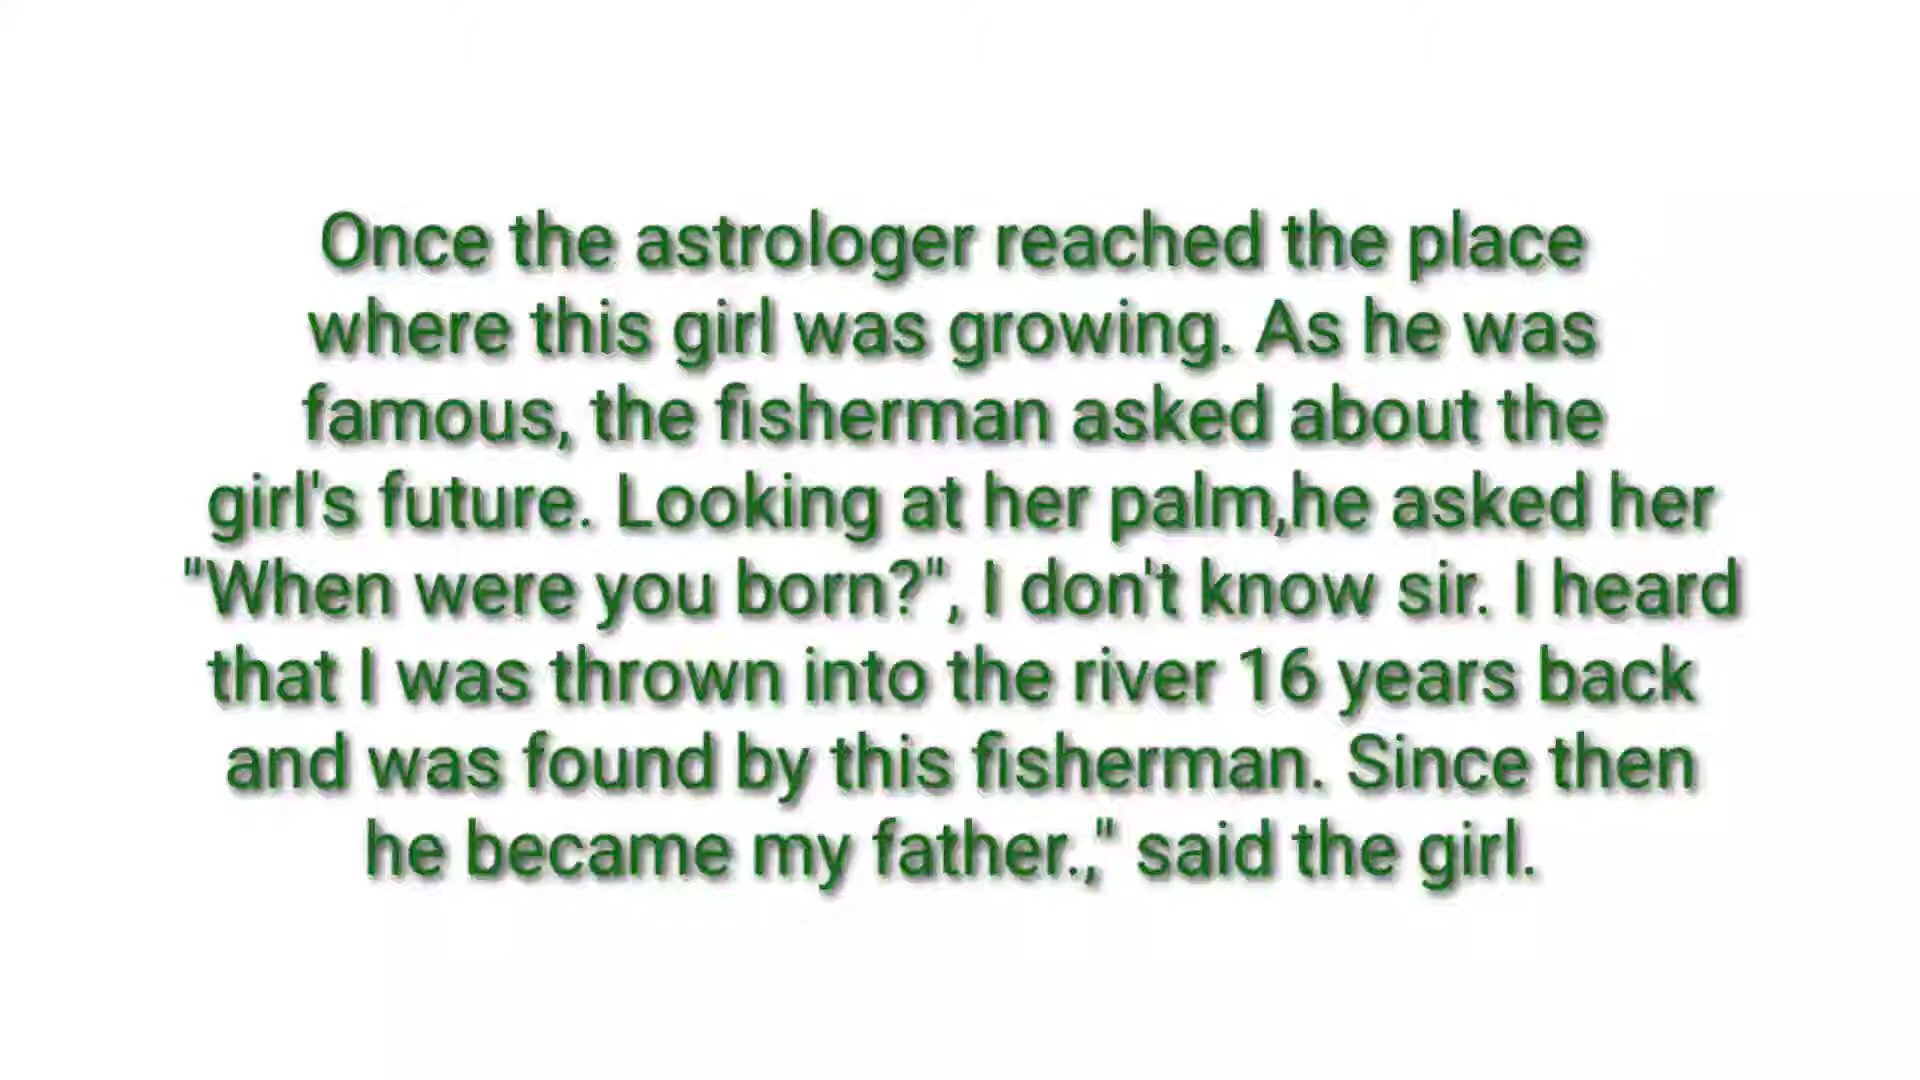 Once the astrologer reached the place
where this girl was growing. As he was
famous, the fisherman asked about the
girl's future. Looking at her palm,he asked her
"When were you born?", I don't know sir. I heard
that I was thrown into the river 16 years back
and was found by this fisherman. Since then
he became my father.," said the girl.